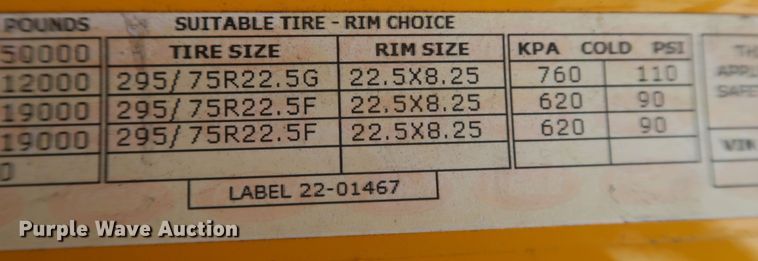 POUNDS SUITABLE TIRE - RIM CHOICE
50000 TIRE SIZE RIM SIZE KPA COLD PSI
12000 295/75R22.5G 22.5X8.25 760 110
19000 295/75R22.5F 22.5X8.25 620 90
19000 295/75R22.5F 22.5X8.25 620 90
0
LABEL 22-01467
VIN
Purple Wave Auction